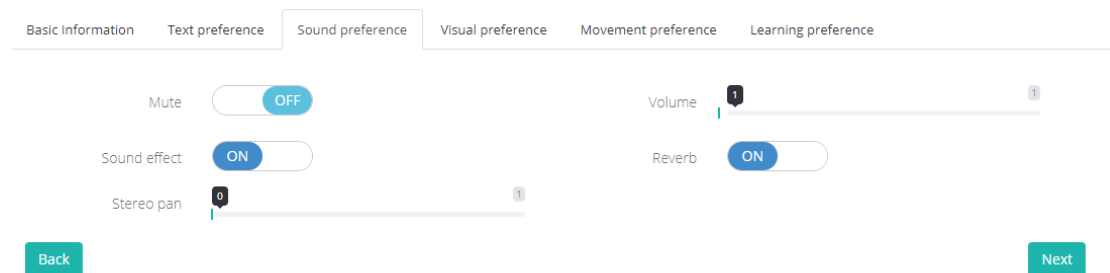 Basic Information Text preference Sound preference Visual preference Movement preference Learning preference
Mute OFF Volume 1 1
Sound effect ON Reverb ON
Stereo pan 0 1
Back Next